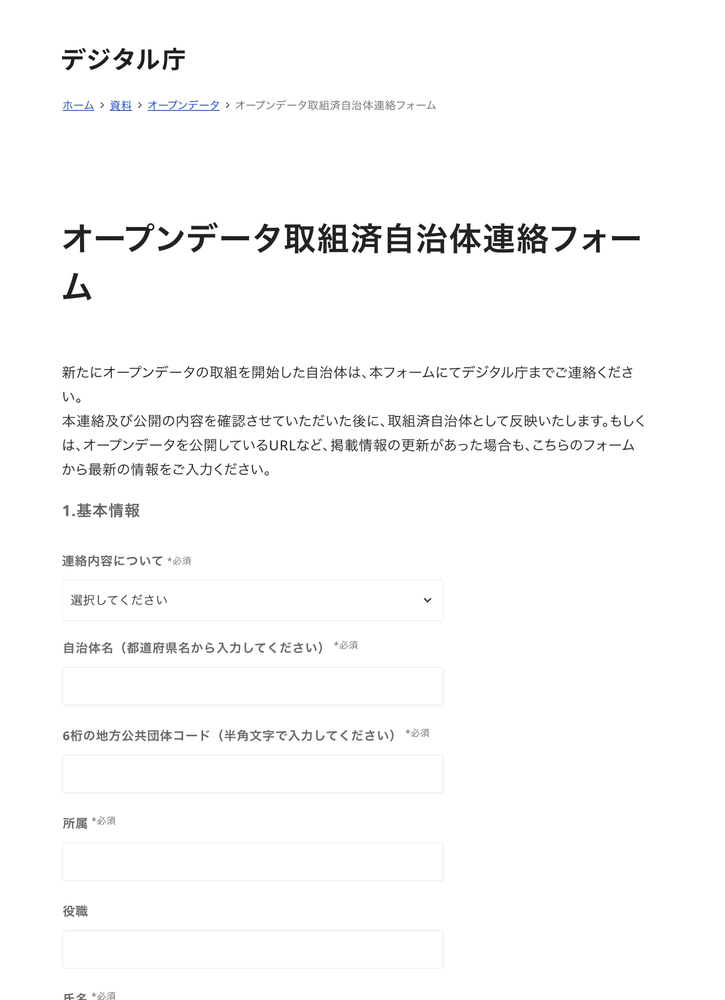 デジタル庁
ホーム > 資料 > オープンデータ > オープンデータ取組済自治体連絡フォーム
オープンデータ取組済自治体連絡フォー
ム
新たにオープンデータの取組を開始した自治体は、本フォームにてデジタル庁までご連絡くださ
い。
本連絡及び公開の内容を確認させていただいた後に、取組済自治体として反映いたします。もしく
は、オープンデータを公開しているURLなど、掲載情報の更新があった場合も、こちらのフォーム
から最新の情報をご入力ください。
1.基本情報
連絡内容について *必須
選択してください
自治体名（都道府県名から入力してください） *必須
6桁の地方公共団体コード（半角文字で入力してください） *必須
所属 *必須
役職
氏名 *必須